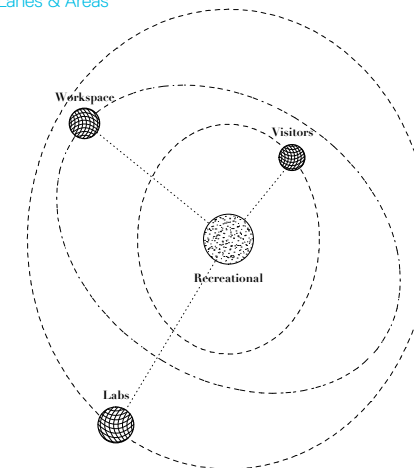 Lanes & Areas
Workspace
Visitors
Recreational
Labs